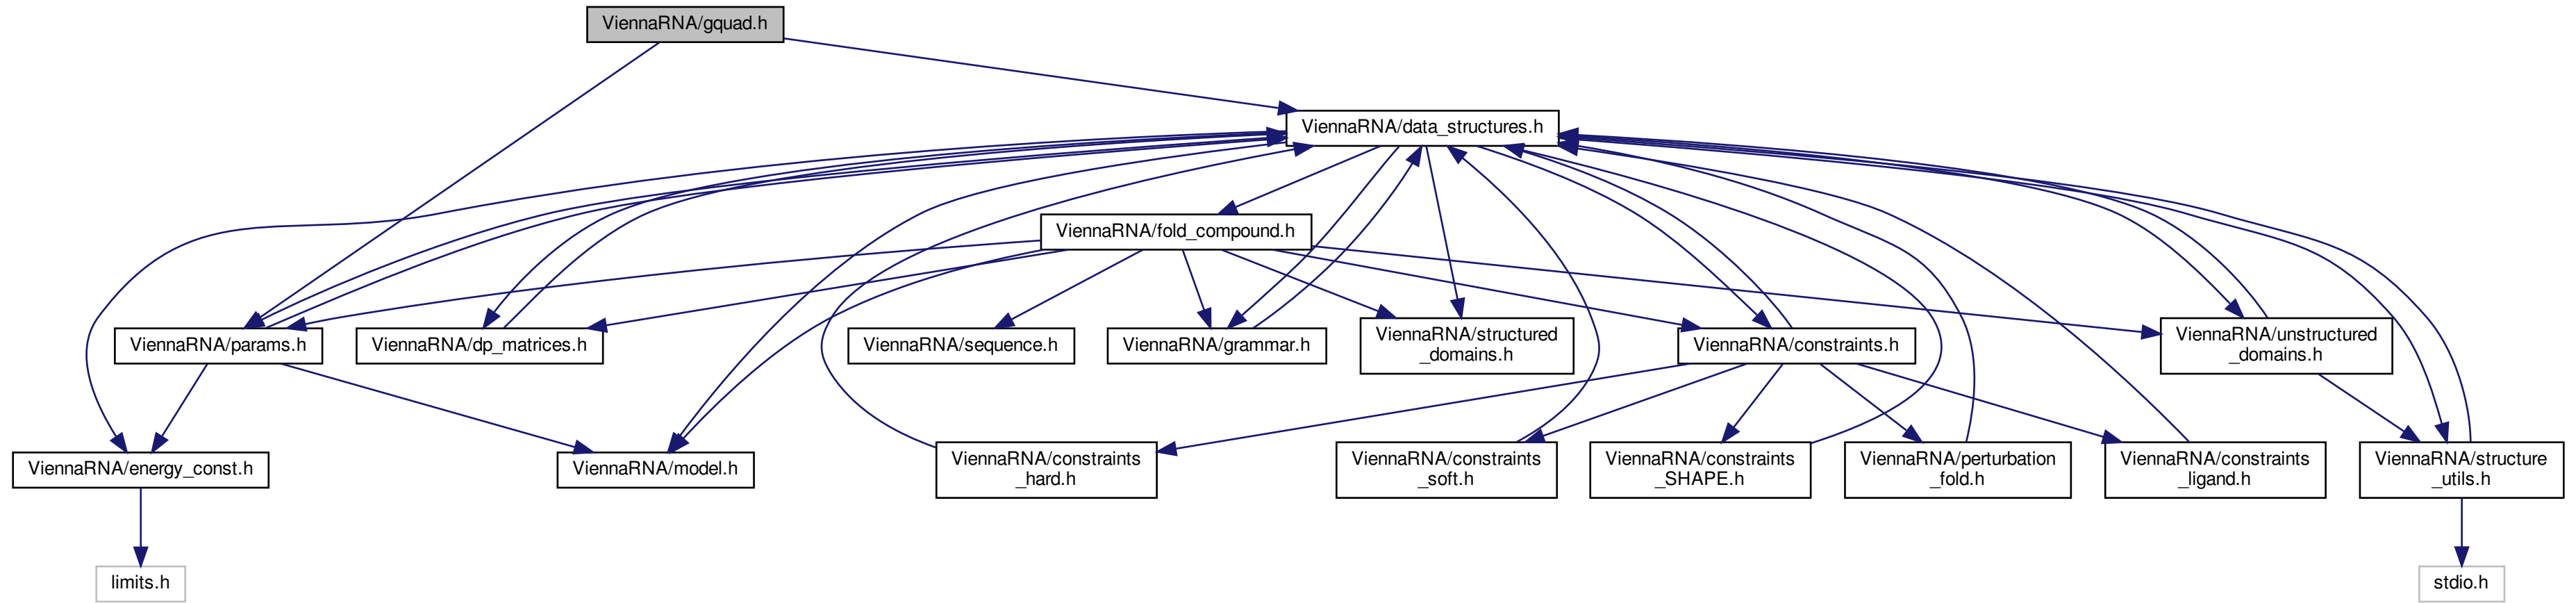 ViennaRNA/gquad.h
ViennaRNA/data_structures.h
ViennaRNA/fold_compound.h
ViennaRNA/params.h
ViennaRNA/dp_matrices.h
ViennaRNA/sequence.h
ViennaRNA/grammar.h
ViennaRNA/structured
_domains.h
ViennaRNA/constraints.h
ViennaRNA/unstructured
_domains.h
ViennaRNA/energy_const.h
ViennaRNA/model.h
ViennaRNA/constraints
_hard.h
ViennaRNA/constraints
_soft.h
ViennaRNA/constraints
_SHAPE.h
ViennaRNA/perturbation
_fold.h
ViennaRNA/constraints
_ligand.h
ViennaRNA/structure
_utils.h
limits.h
stdio.h